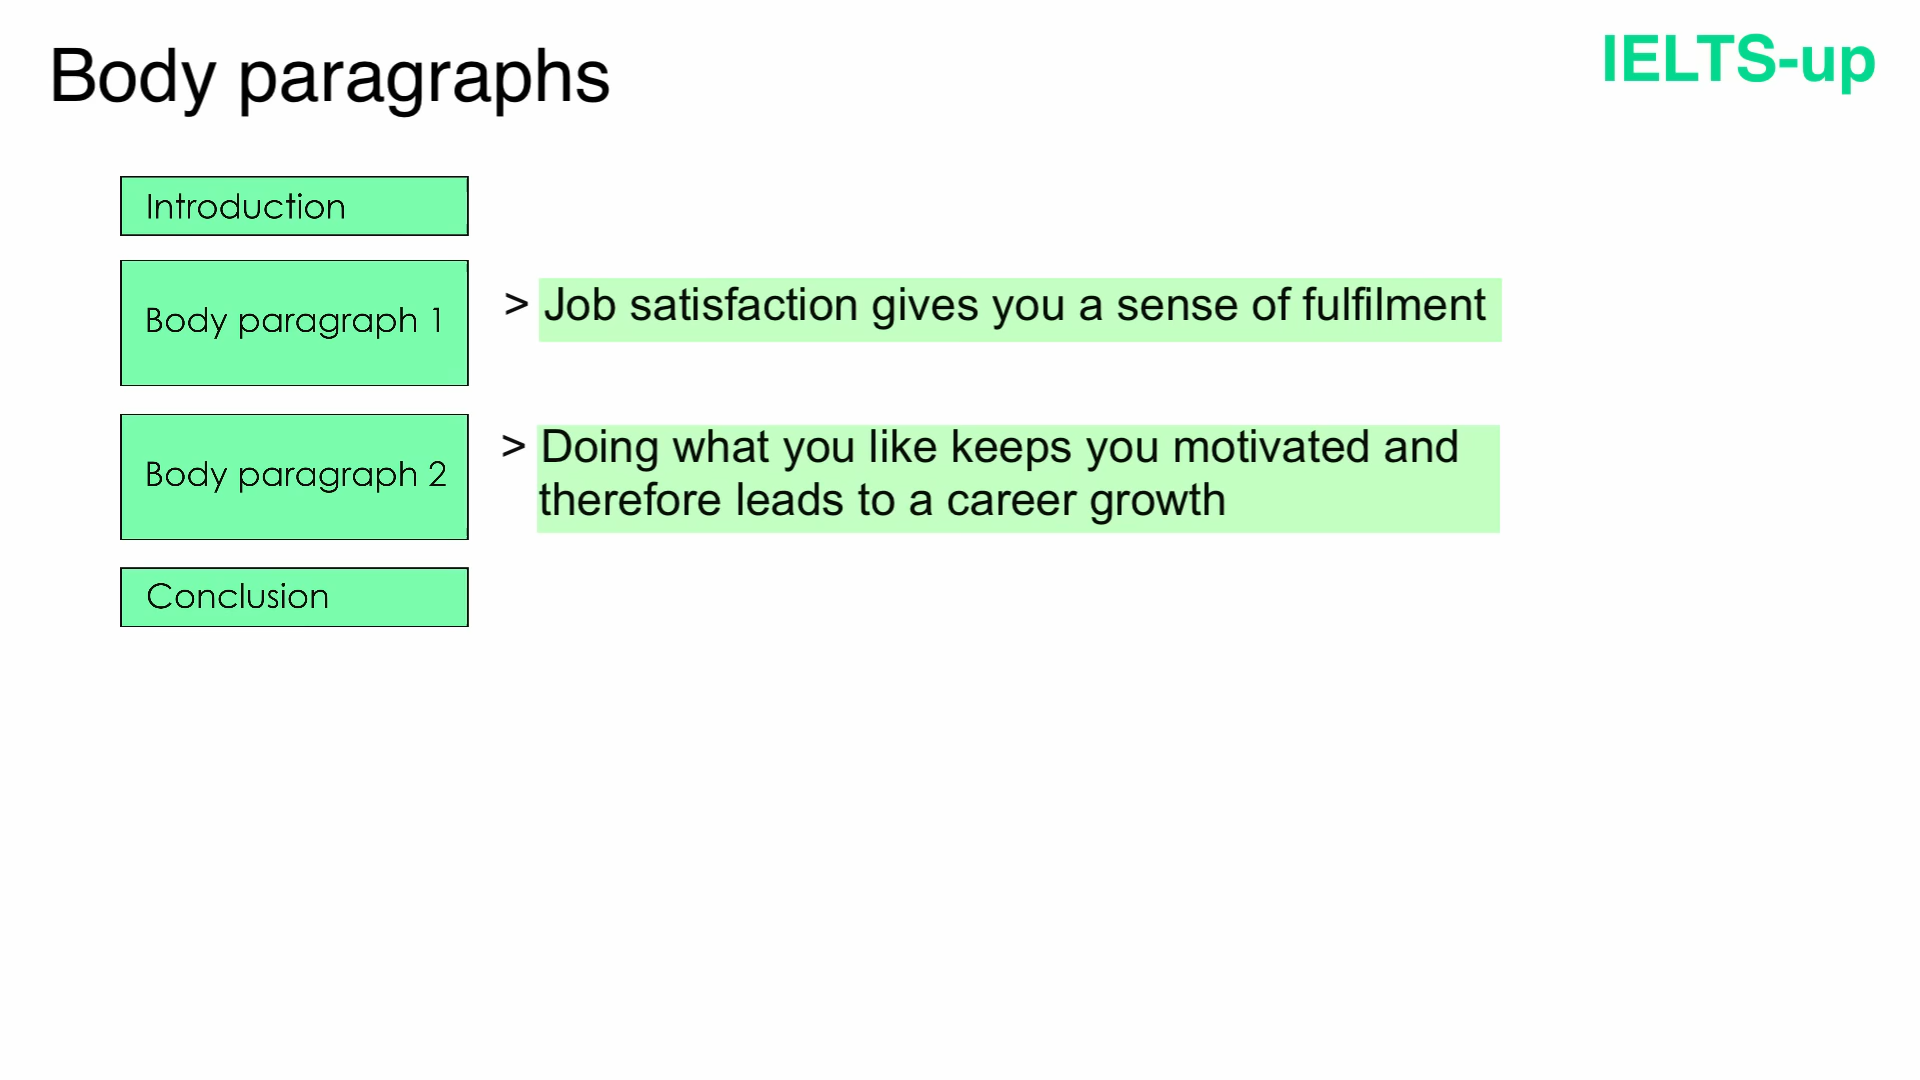 Body paragraphs
IELTS-up
Introduction
Body paragraph 1
> Job satisfaction gives you a sense of fulfilment
Body paragraph 2
> Doing what you like keeps you motivated and
therefore leads to a career growth
Conclusion